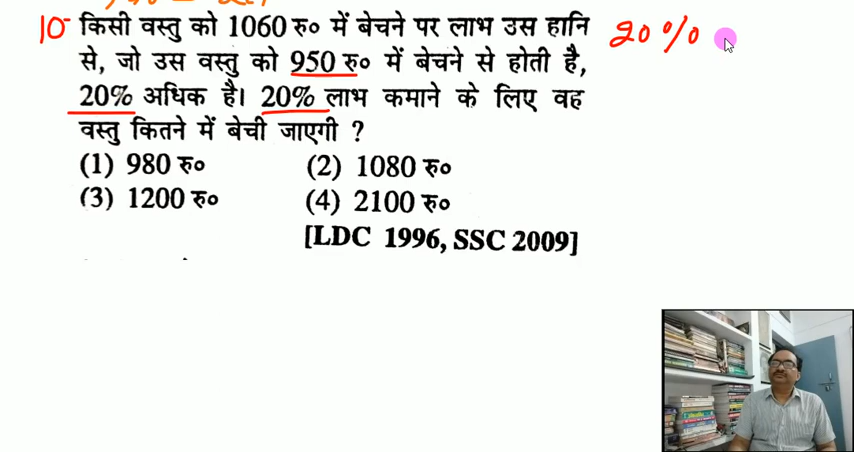 10- किसी वस्तु को 1060 रु० में बेचने पर लाभ उस हानि 20%
से, जो उस वस्तु को 950 रु० में बेचने से होती है,
20% अधिक है। 20% लाभ कमाने के लिए वह
वस्तु कितने में बेची जाएगी ?
(1) 980 रु० (2) 1080 रु०
(3) 1200 रु० (4) 2100 रु०
[LDC 1996, SSC 2009]